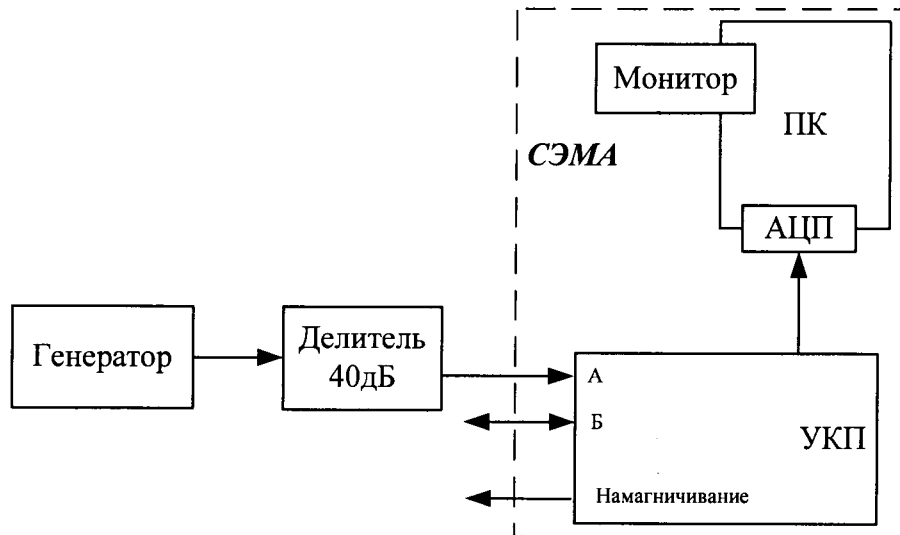 Монитор
ПК
СЭМА
АЦП
Генератор
Делитель
40дБ
А
Б
УКП
Намагничивание